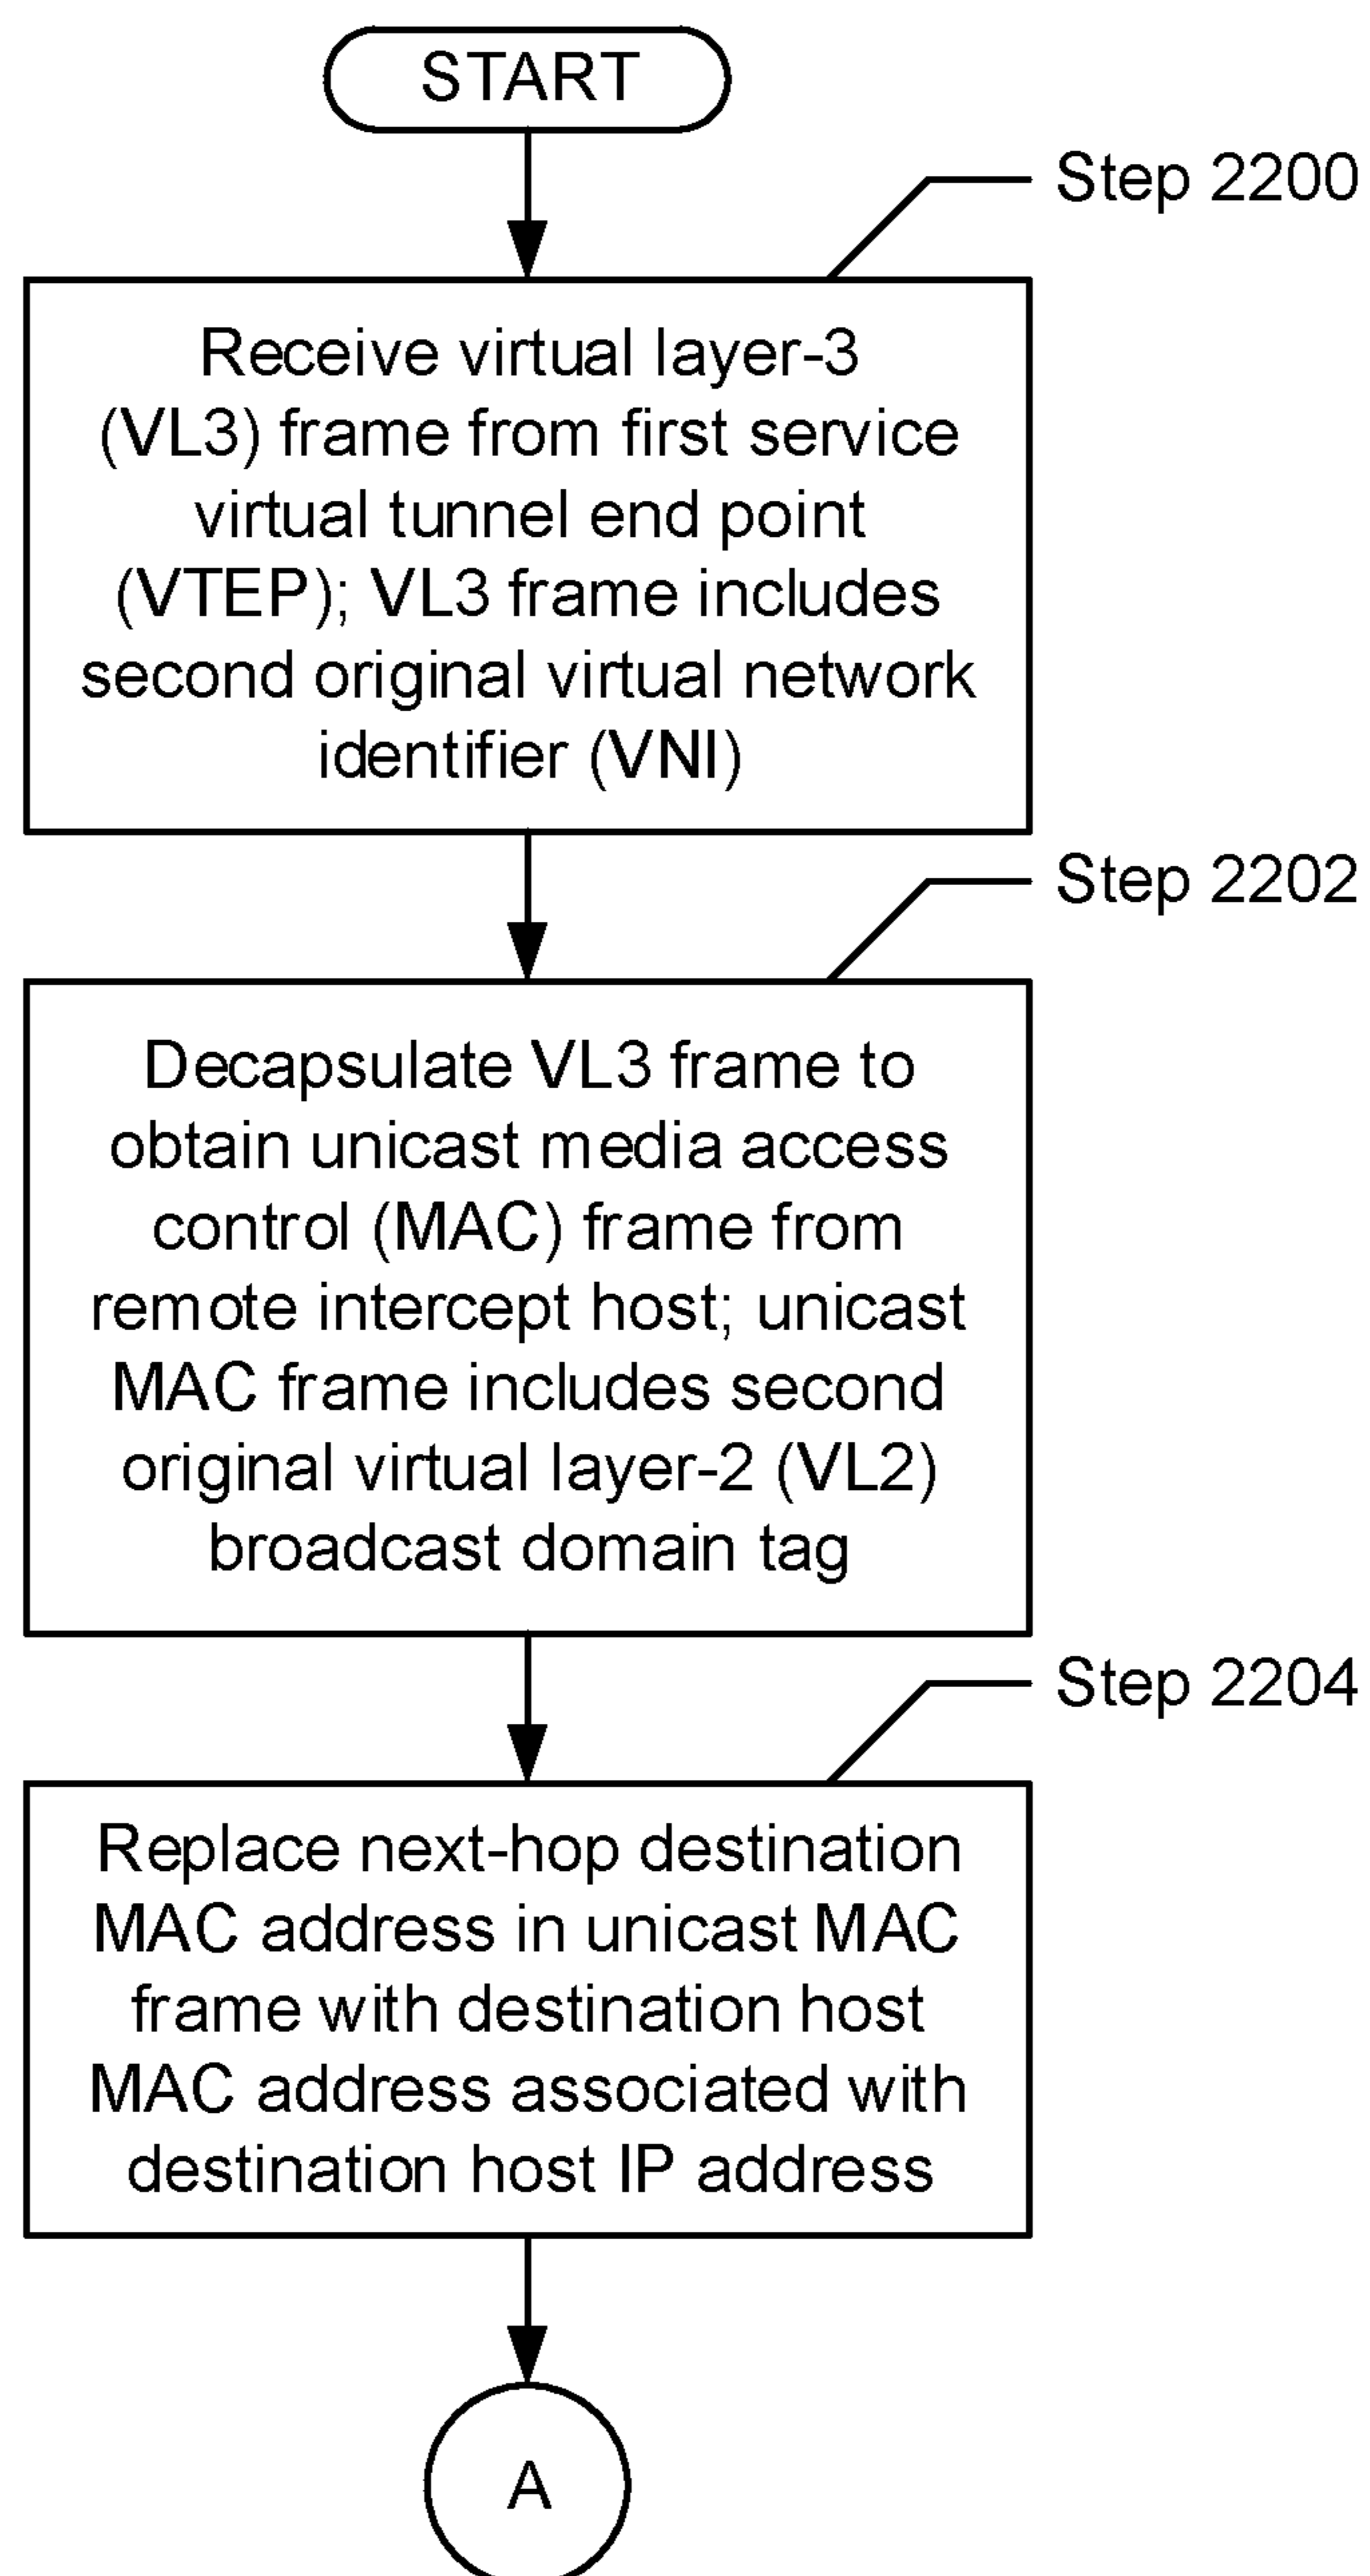 START
Step 2200
Receive virtual layer-3
(VL3) frame from first service
virtual tunnel end point
(VTEP); VL3 frame includes
second original virtual network
identifier (VNI)
Step 2202
Decapsulate VL3 frame to
obtain unicast media access
control (MAC) frame from
remote intercept host; unicast
MAC frame includes second
original virtual layer-2 (VL2)
broadcast domain tag
Step 2204
Replace next-hop destination
MAC address in unicast MAC
frame with destination host
MAC address associated with
destination host IP address
A